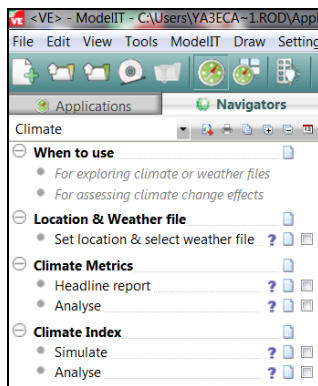 <VE> - ModelIT - C:\Users\YA3ECA~1.ROD\Appl
File Edit View Tools ModelIT Draw Setting
Applications Navigators
Climate
When to use
For exploring climate or weather files
For assessing climate change effects
Location & Weather file
Set location & select weather file ?
Climate Metrics
Headline report ?
Analyse ?
Climate Index
Simulate ?
Analyse ?